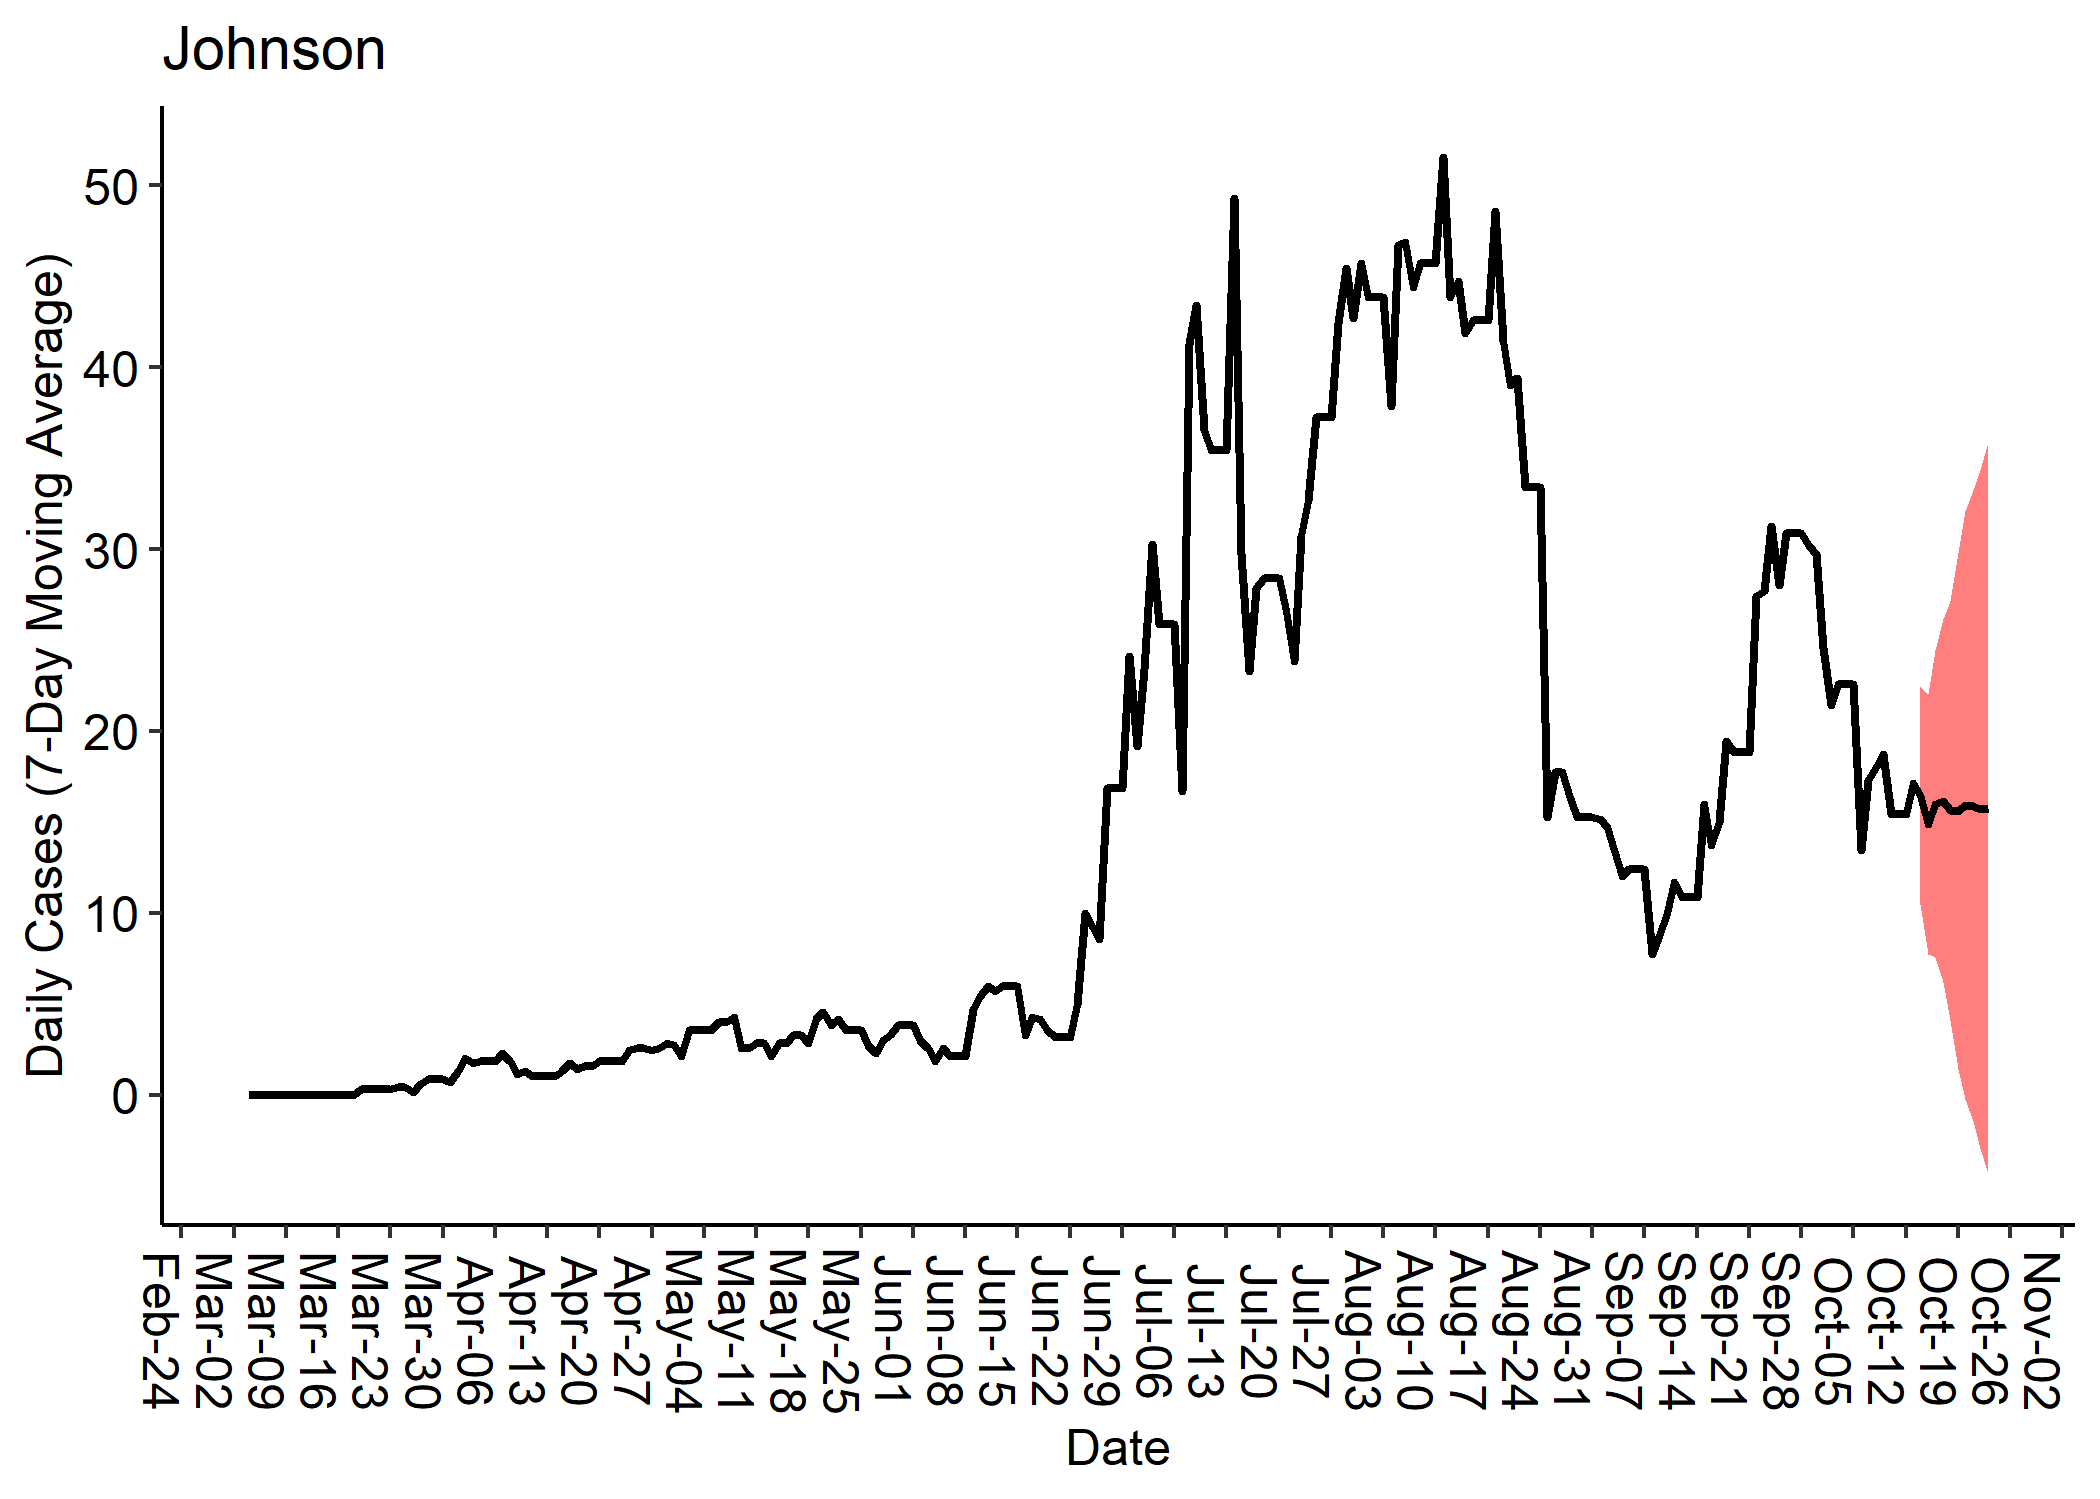 Johnson
Daily Cases (7-Day Moving Average)
50
40
30
20
10
0
Feb-24
Mar-02
Mar-09
Mar-16
Mar-23
Mar-30
Apr-06
Apr-13
Apr-20
Apr-27
May-04
May-11
May-18
May-25
Jun-01
Jun-08
Jun-15
Jun-22
Jun-29
Jul-06
Jul-13
Jul-20
Jul-27
Aug-03
Aug-10
Aug-17
Aug-24
Aug-31
Sep-07
Sep-14
Sep-21
Sep-28
Oct-05
Oct-12
Oct-19
Oct-26
Nov-02
Date